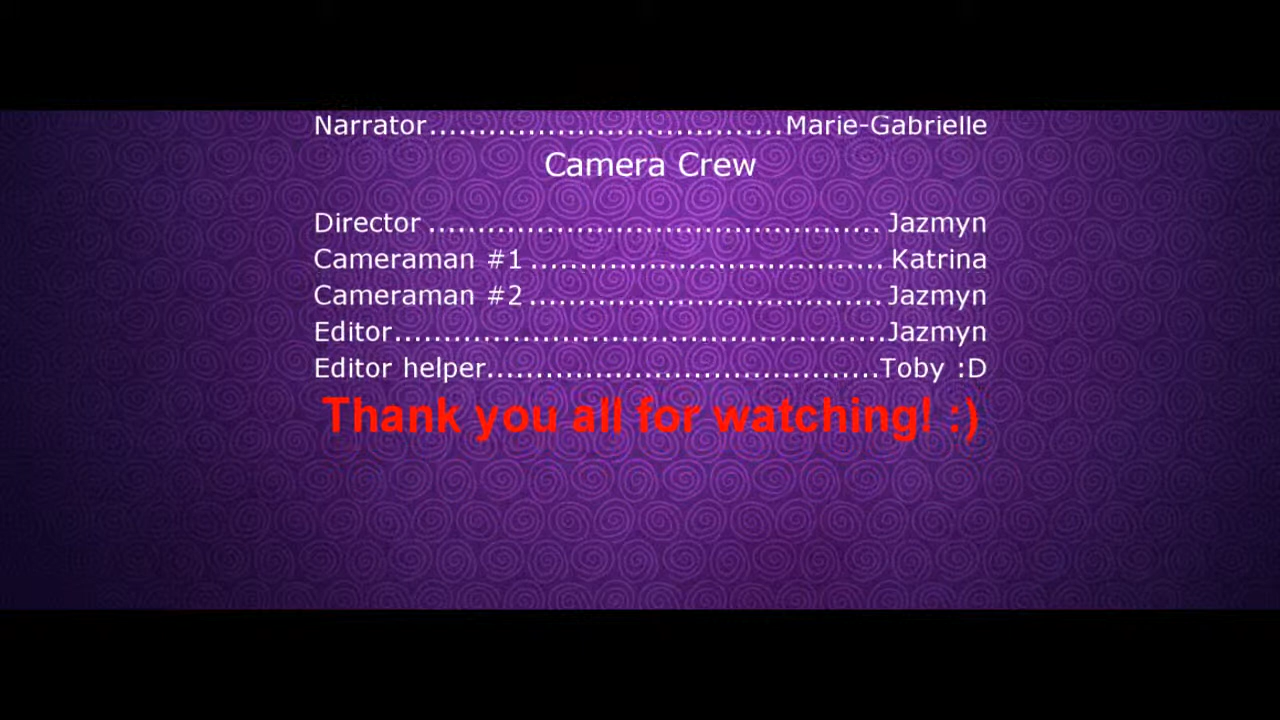 Narrator....................................Marie-Gabrielle
Camera Crew
Director .............................................. Jazmyn
Cameraman #1 .................................... Katrina
Cameraman #2 .................................... Jazmyn
Editor..................................................Jazmyn
Editor helper........................................Toby :D
Thank you all for watching! :)